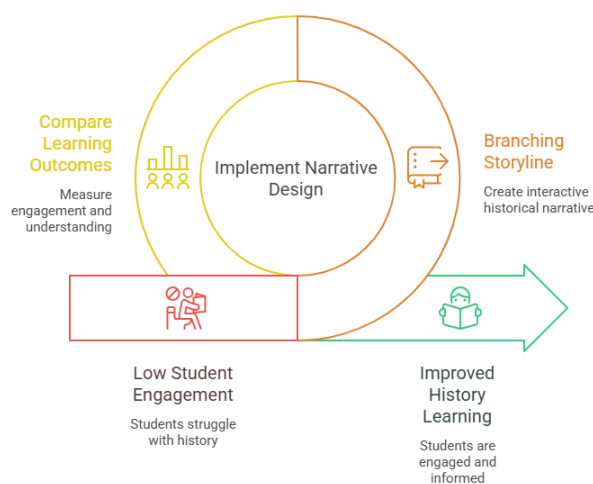 Compare
Learning
Outcomes
Measure
engagement and
understanding
Implement Narrative
Design
Branching
Storyline
Create interactive
historical narrative
Low Student
Engagement
Students struggle
with history
Improved
History
Learning
Students are
engaged and
informed